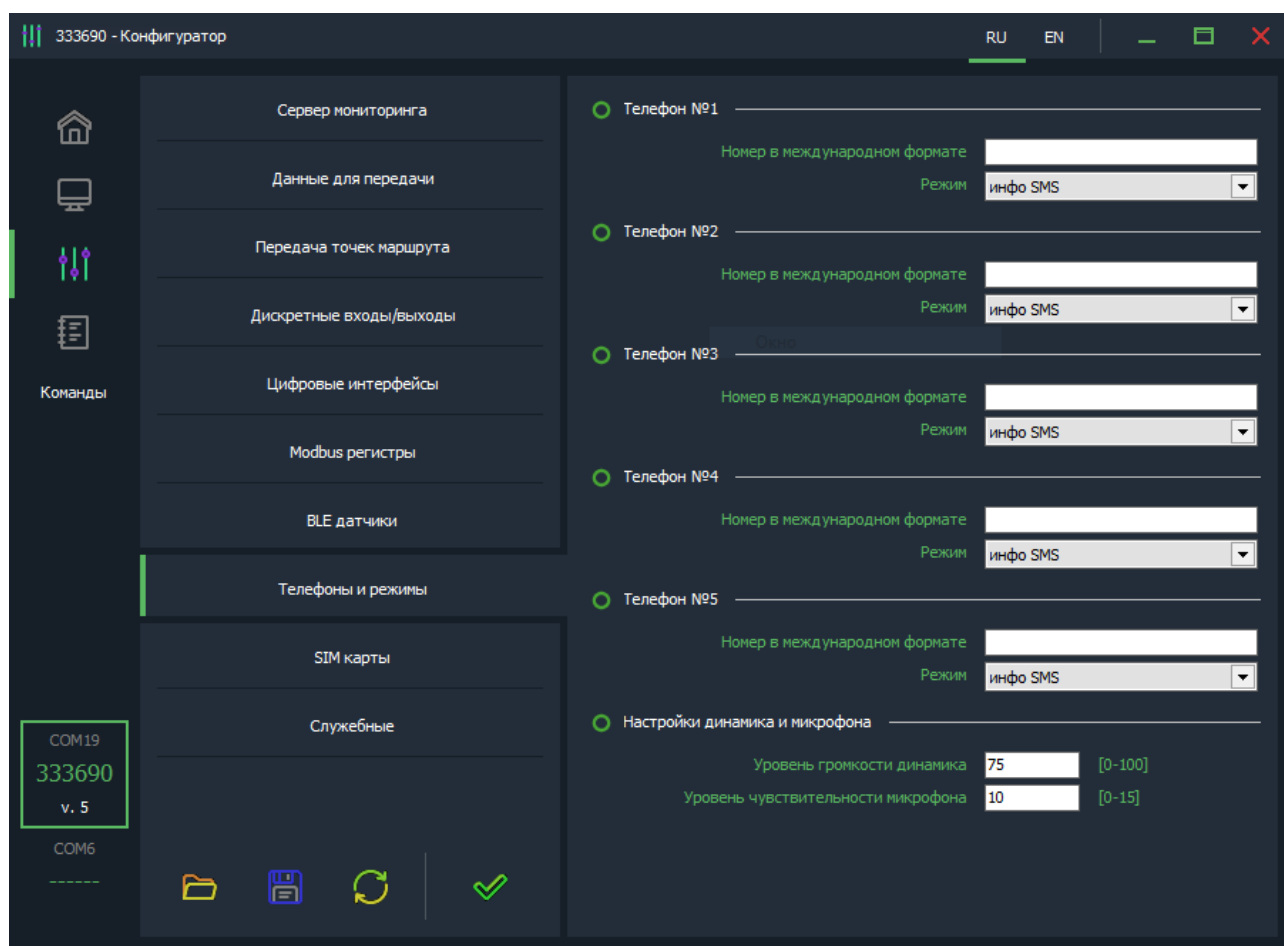 333690 - Конфигуратор
RU
EN
Команды
COM19
333690
v. 5
COM6
------
Сервер мониторинга
Данные для передачи
Передача точек маршрута
Дискретные входы/выходы
Цифровые интерфейсы
Modbus регистры
BLE датчики
Телефоны и режимы
SIM карты
Служебные
Телефон №1
Номер в международном формате
Режим инфо SMS
Телефон №2
Номер в международном формате
Режим инфо SMS
Окно
Телефон №3
Номер в международном формате
Режим инфо SMS
Телефон №4
Номер в международном формате
Режим инфо SMS
Телефон №5
Номер в международном формате
Режим инфо SMS
Настройки динамика и микрофона
Уровень громкости динамика 75 [0-100]
Уровень чувствительности микрофона 10 [0-15]